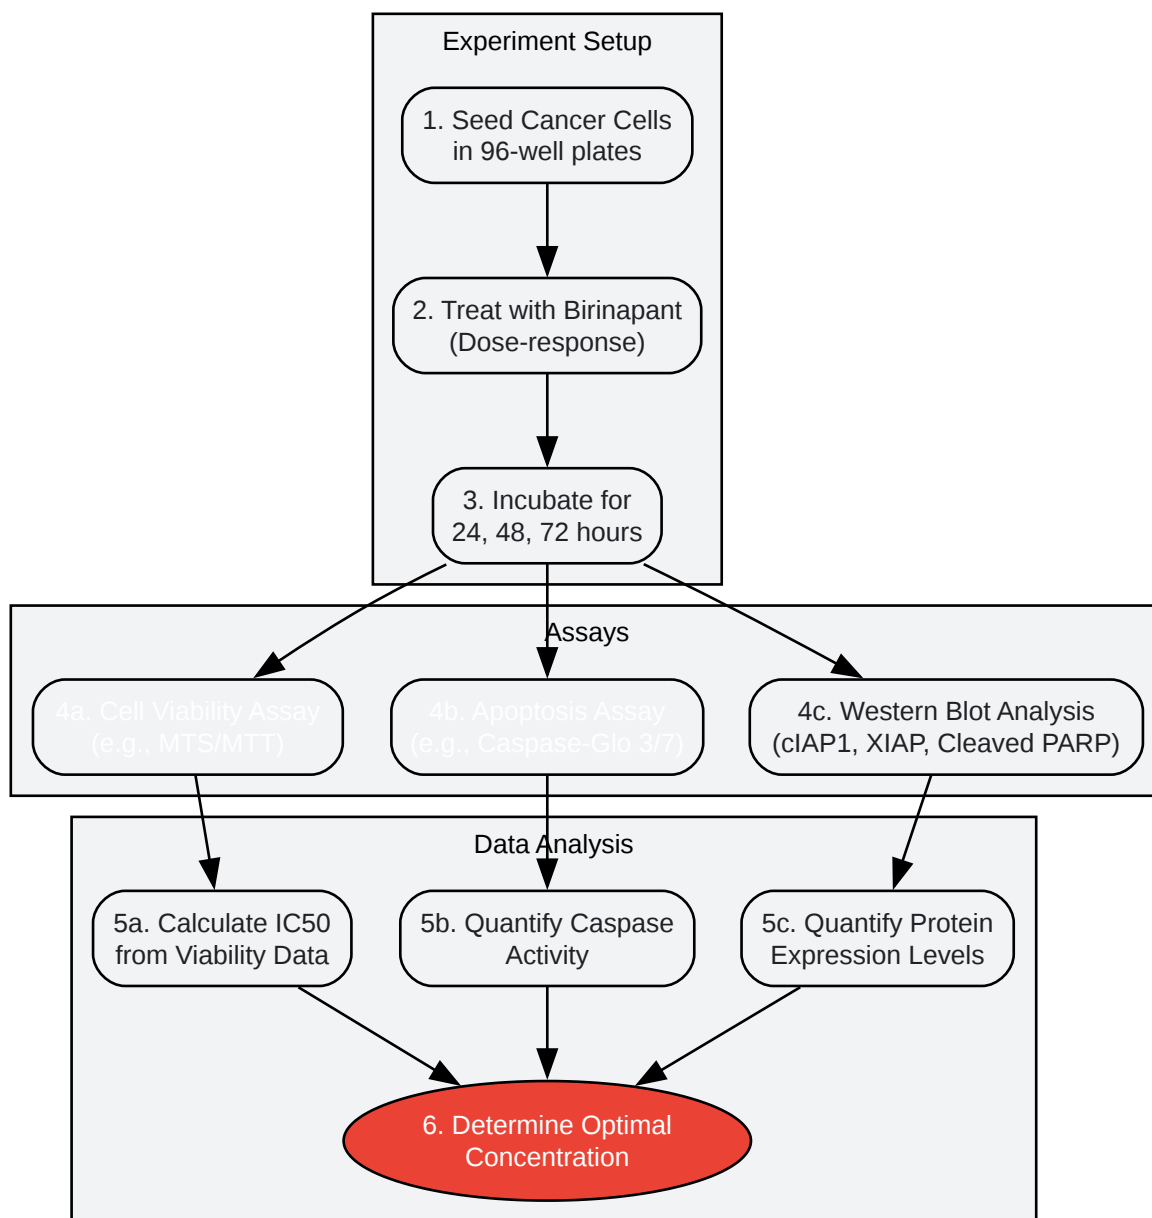 Experiment Setup
1. Seed Cancer Cells
in 96-well plates
2. Treat with Birinapant
(Dose-response)
3. Incubate for
24, 48, 72 hours
Assays
4a. Cell Viability Assay
(e.g., MTS/MTT)
4b. Apoptosis Assay
(e.g., Caspase-Glo 3/7)
4c. Western Blot Analysis
(cIAP1, XIAP, Cleaved PARP)
Data Analysis
5a. Calculate IC50
from Viability Data
5b. Quantify Caspase
Activity
5c. Quantify Protein
Expression Levels
6. Determine Optimal
Concentration